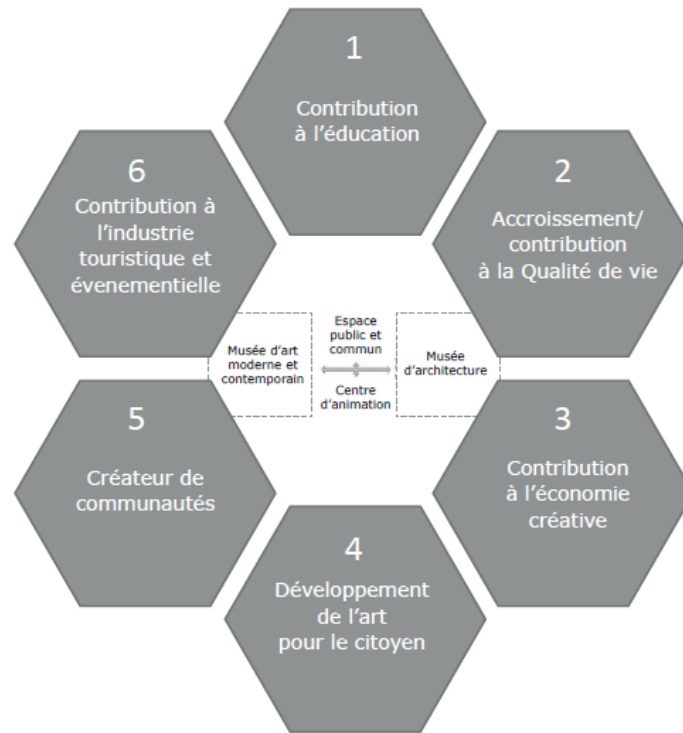 1
Contribution
à l'éducation
2
Accroissement/
contribution
à la Qualité de vie
3
Contribution
à l'économie
créative
4
Développement
de l'art
pour le citoyen
5
Créateur de
communautés
6
Contribution à
l'industrie
touristique et
évenementielle
Musée d'art
moderne et
contemporain
Espace
public et
commun
Centre
d'animation
Musée
d'architecture